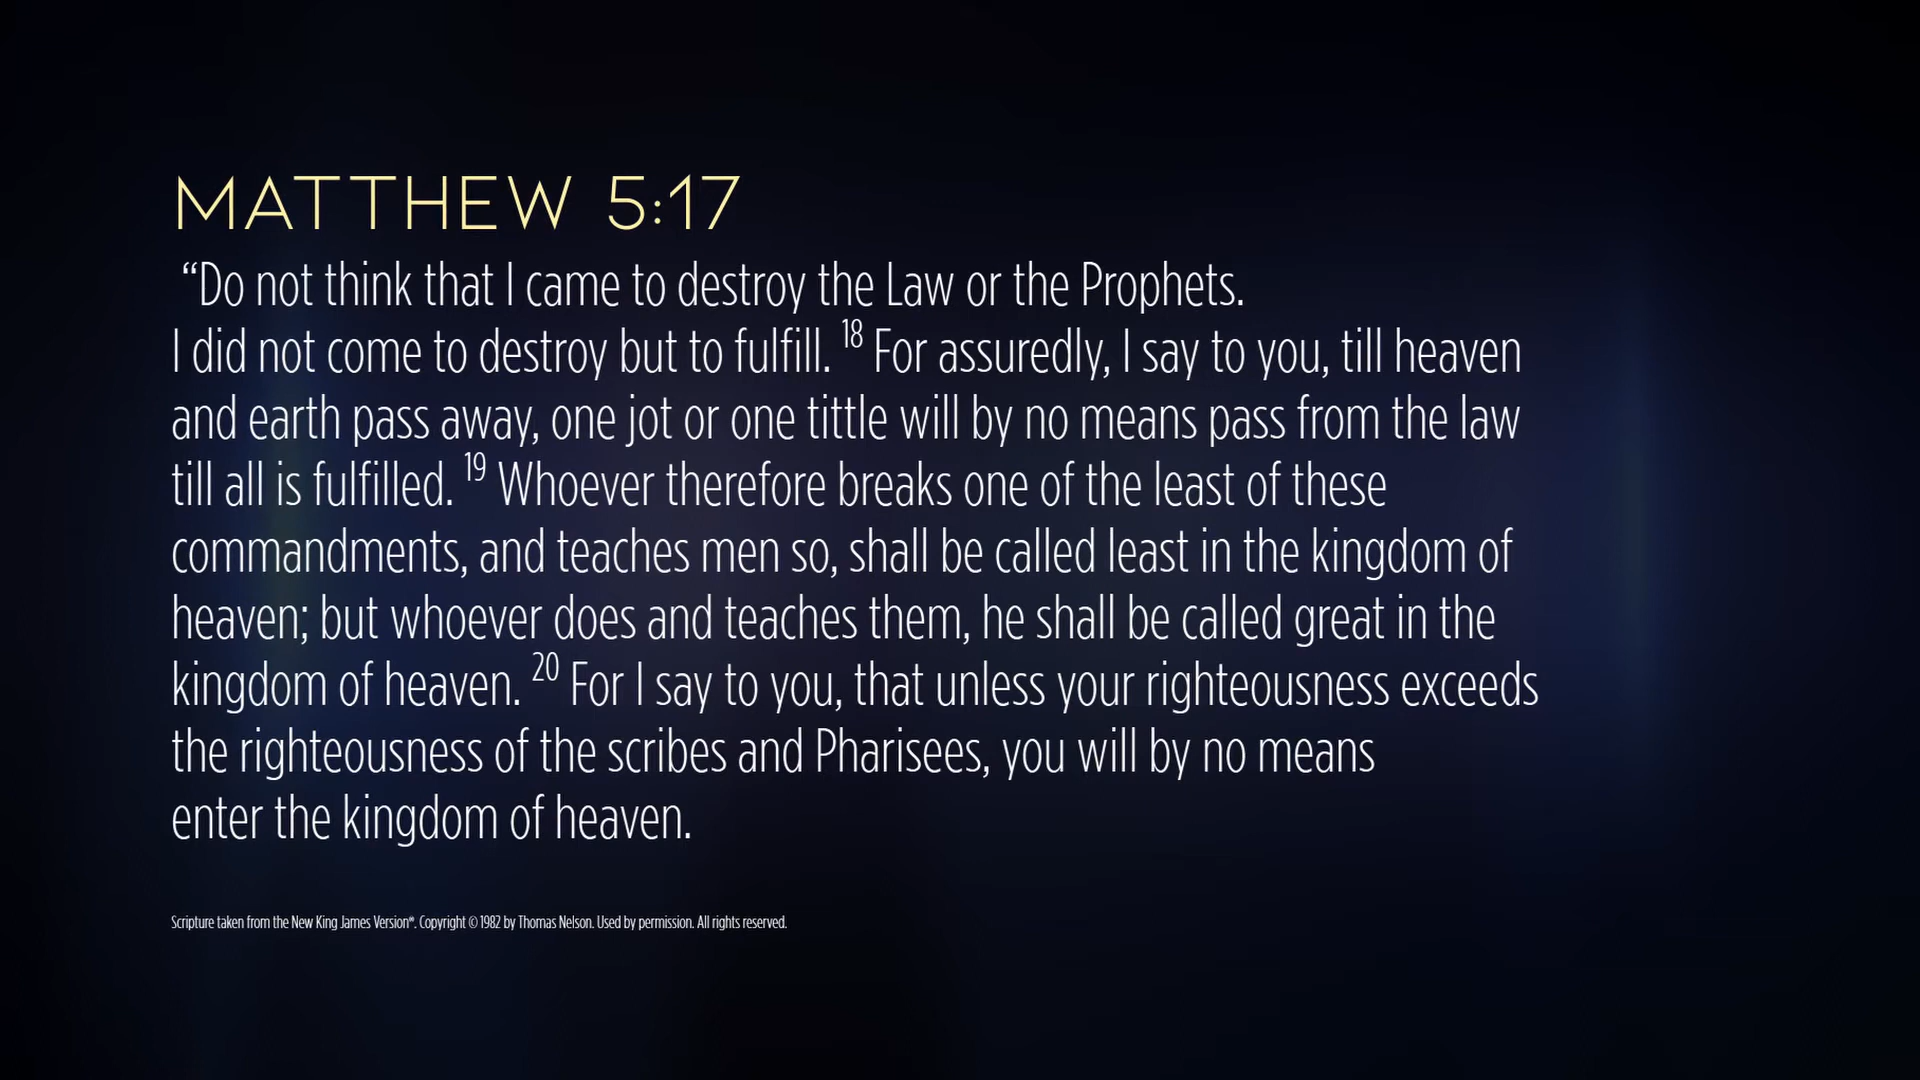 MATTHEW 5:17
“Do not think that I came to destroy the Law or the Prophets.
I did not come to destroy but to fulfill. 18 For assuredly, I say to you, till heaven
and earth pass away, one jot or one tittle will by no means pass from the law
till all is fulfilled. 19 Whoever therefore breaks one of the least of these
commandments, and teaches men so, shall be called least in the kingdom of
heaven; but whoever does and teaches them, he shall be called great in the
kingdom of heaven. 20 For I say to you, that unless your righteousness exceeds
the righteousness of the scribes and Pharisees, you will by no means
enter the kingdom of heaven.
Scripture taken from the New King James Version®. Copyright © 1982 by Thomas Nelson. Used by permission. All rights reserved.